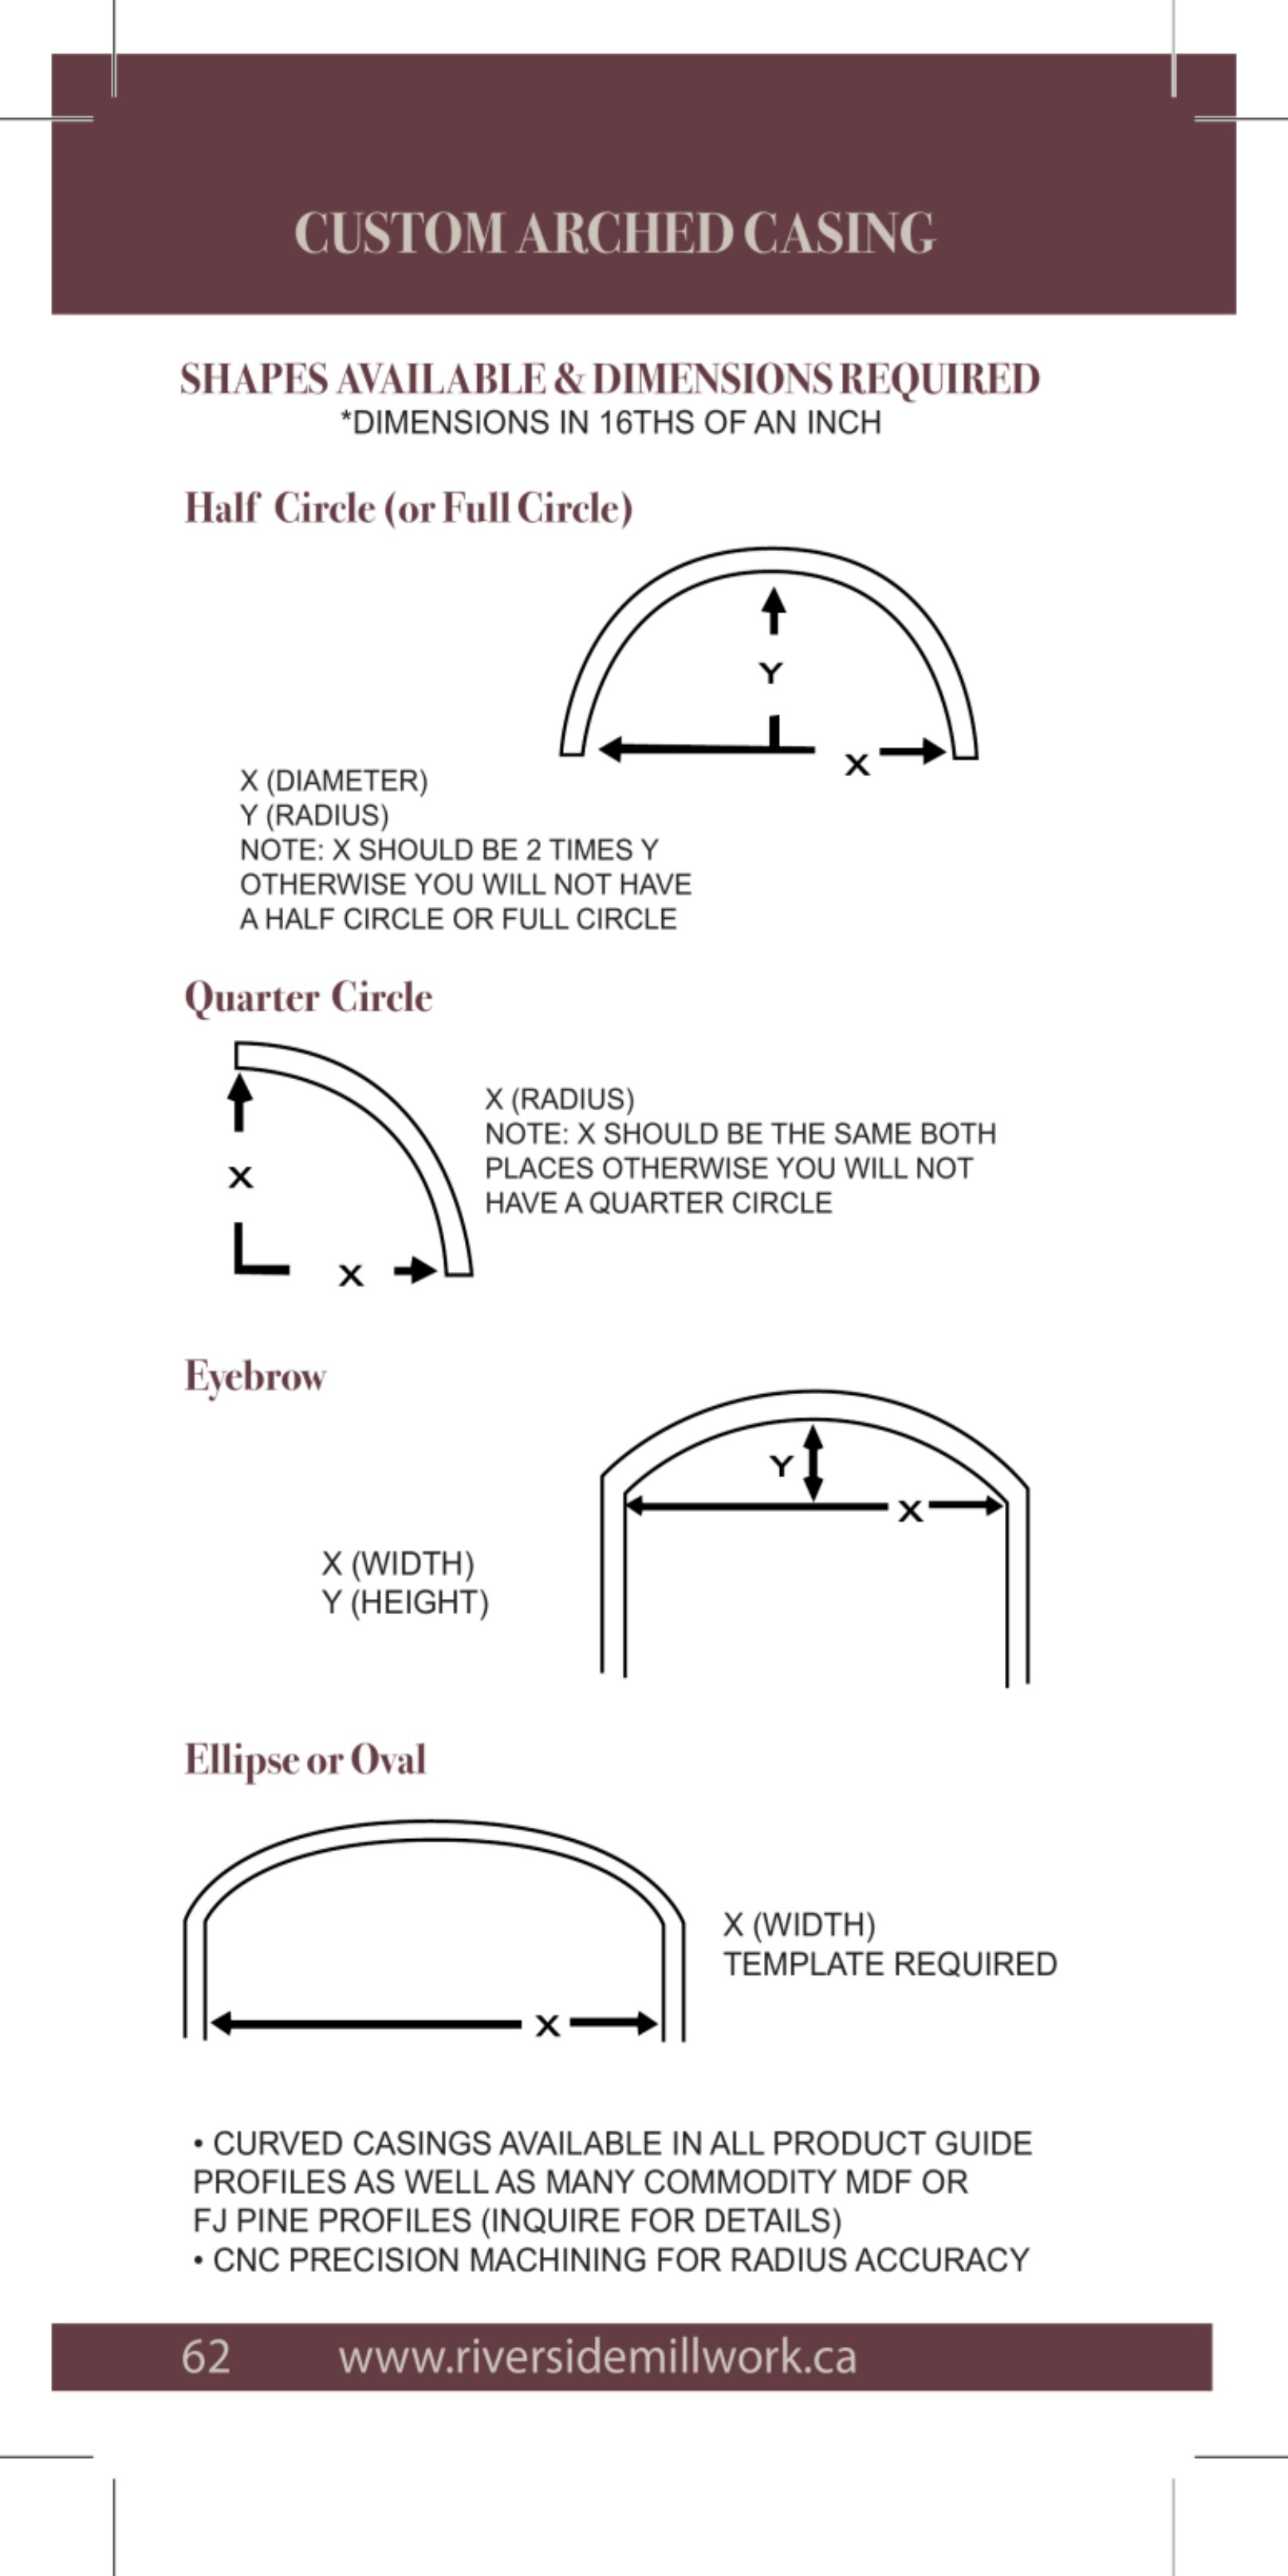 CUSTOM ARCHED CASING
SHAPES AVAILABLE & DIMENSIONS REQUIRED
*DIMENSIONS IN 16THS OF AN INCH
Half Circle (or Full Circle)
Y
X
X (DIAMETER)
Y (RADIUS)
NOTE: X SHOULD BE 2 TIMES Y
OTHERWISE YOU WILL NOT HAVE
A HALF CIRCLE OR FULL CIRCLE
Quarter Circle
X
X
X (RADIUS)
NOTE: X SHOULD BE THE SAME BOTH
PLACES OTHERWISE YOU WILL NOT
HAVE A QUARTER CIRCLE
Eyebrow
Y
X
X (WIDTH)
Y (HEIGHT)
Ellipse or Oval
X
X (WIDTH)
TEMPLATE REQUIRED
• CURVED CASINGS AVAILABLE IN ALL PRODUCT GUIDE
PROFILES AS WELL AS MANY COMMODITY MDF OR
FJ PINE PROFILES (INQUIRE FOR DETAILS)
• CNC PRECISION MACHINING FOR RADIUS ACCURACY
62 www.riversidemillwork.ca